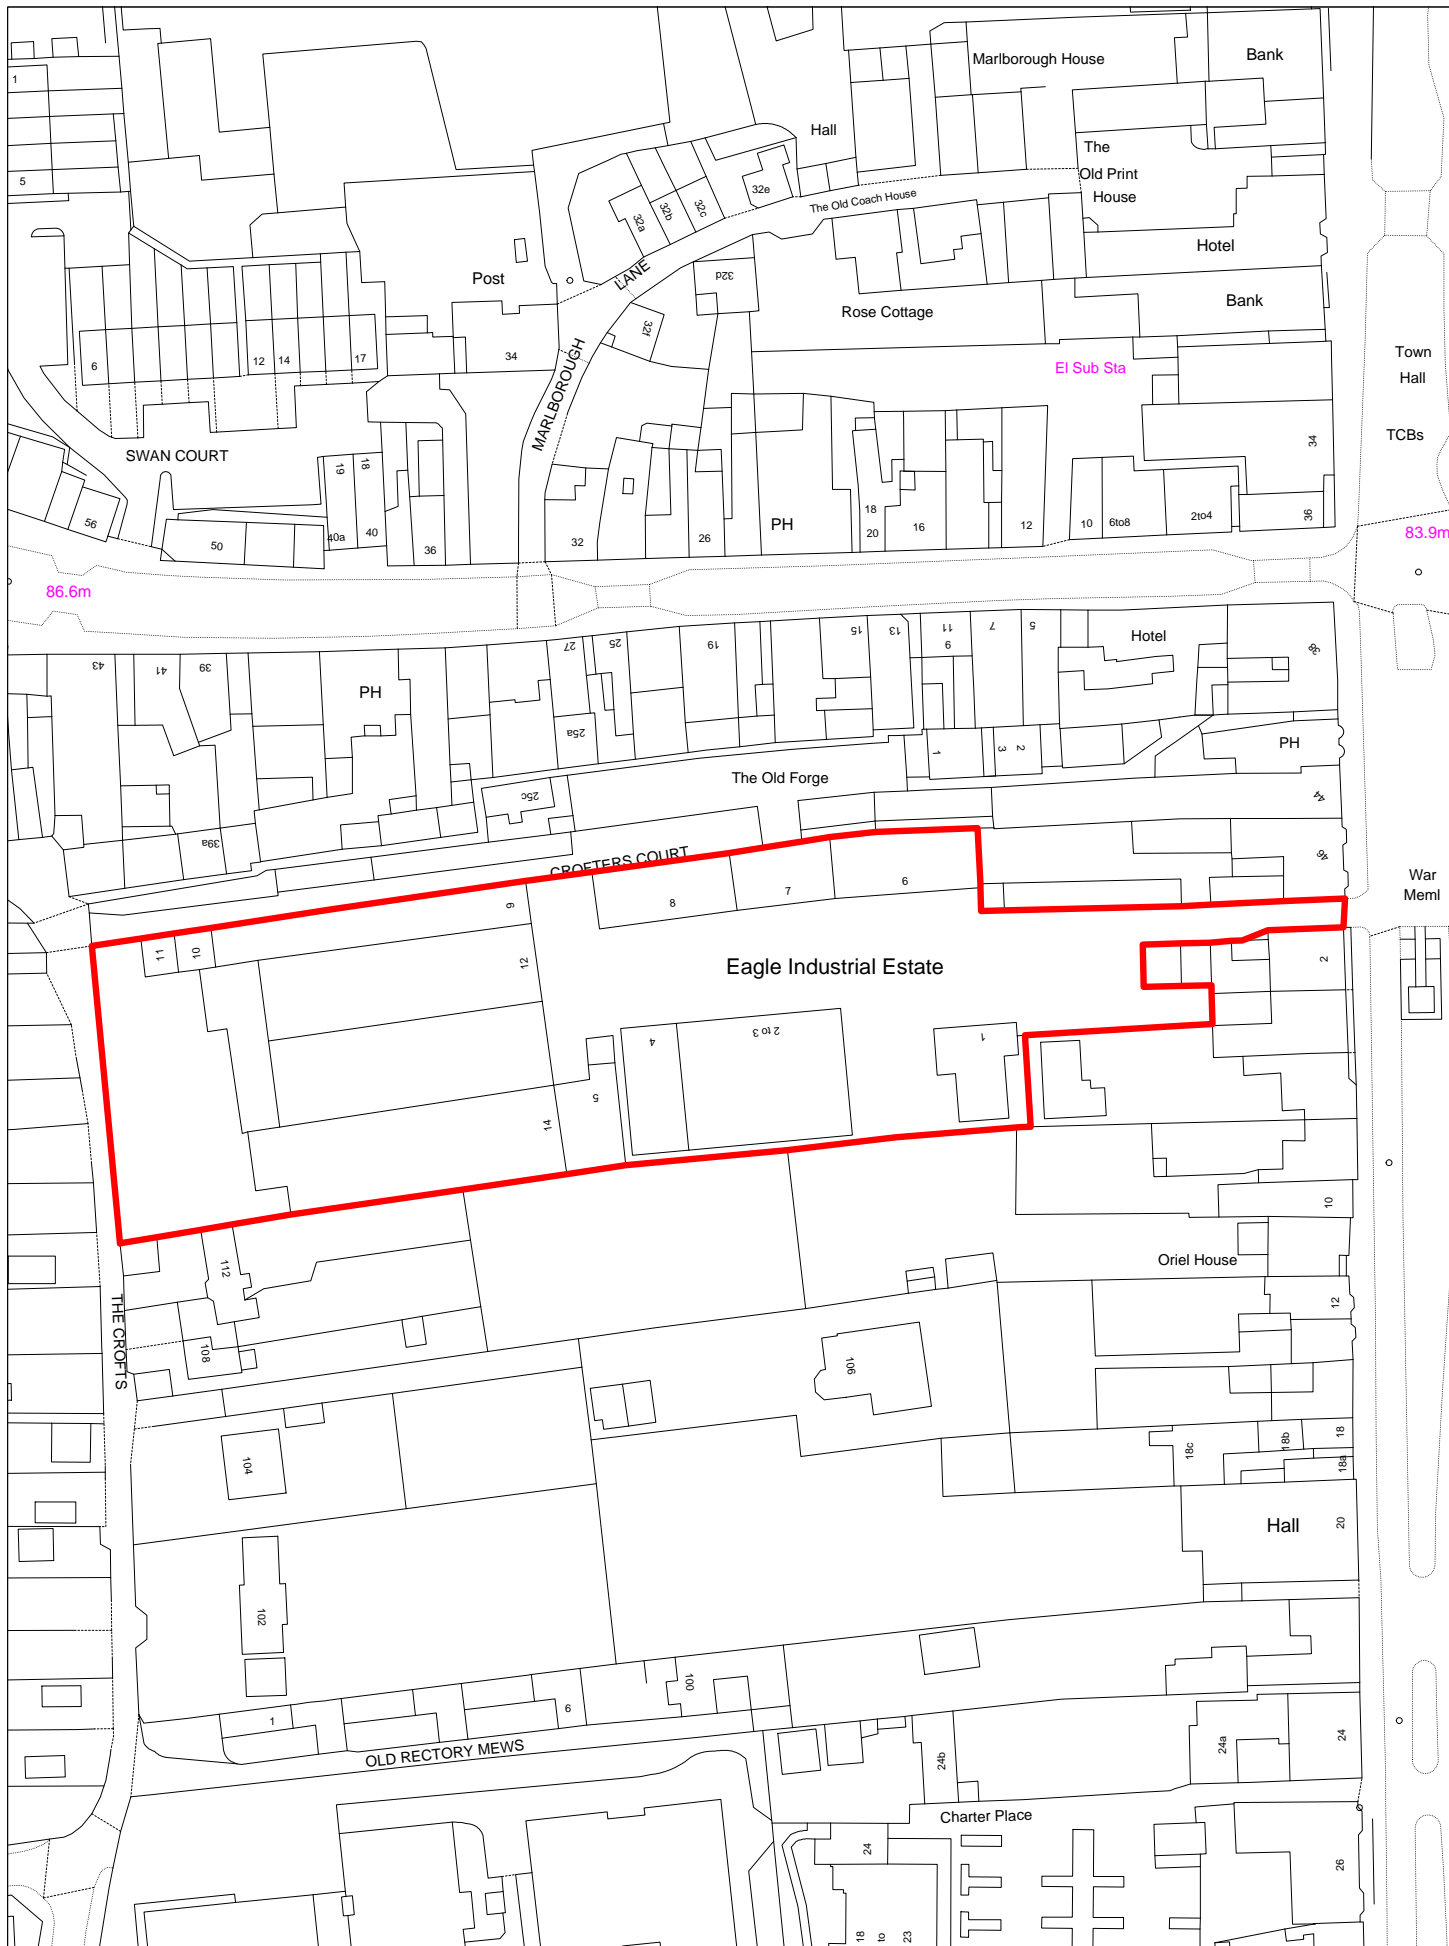 Marlborough House
Bank
1
Hall
The
Old Print
House
5
32e
32a
32b
32c
The Old Coach House
Hotel
Post
LANE
32d
Bank
Rose Cottage
32f
6
12
14
17
34
MARLBOROUGH
El Sub Sta
Town
Hall
TCBs
34
SWAN COURT
19
18
56
50
40a
40
36
32
26
PH
18
20
16
12
10
6to8
2to4
36
83.9m
86.6m
43
41
39
PH
27
25
19
15
13
11
9
7
5
Hotel
38
25a
1
3
2
PH
The Old Forge
25c
44
39a
CROFTERS COURT
46
War
Meml
8
7
6
9
11
10
12
Eagle Industrial Estate
2
4
2 to 3
1
5
14
10
112
Oriel House
12
THE CROFTS
108
106
104
18c
18b
18
18a
Hall
20
102
1
6
100
OLD RECTORY MEWS
24b
24a
24
Charter Place
24
26
18
to
23